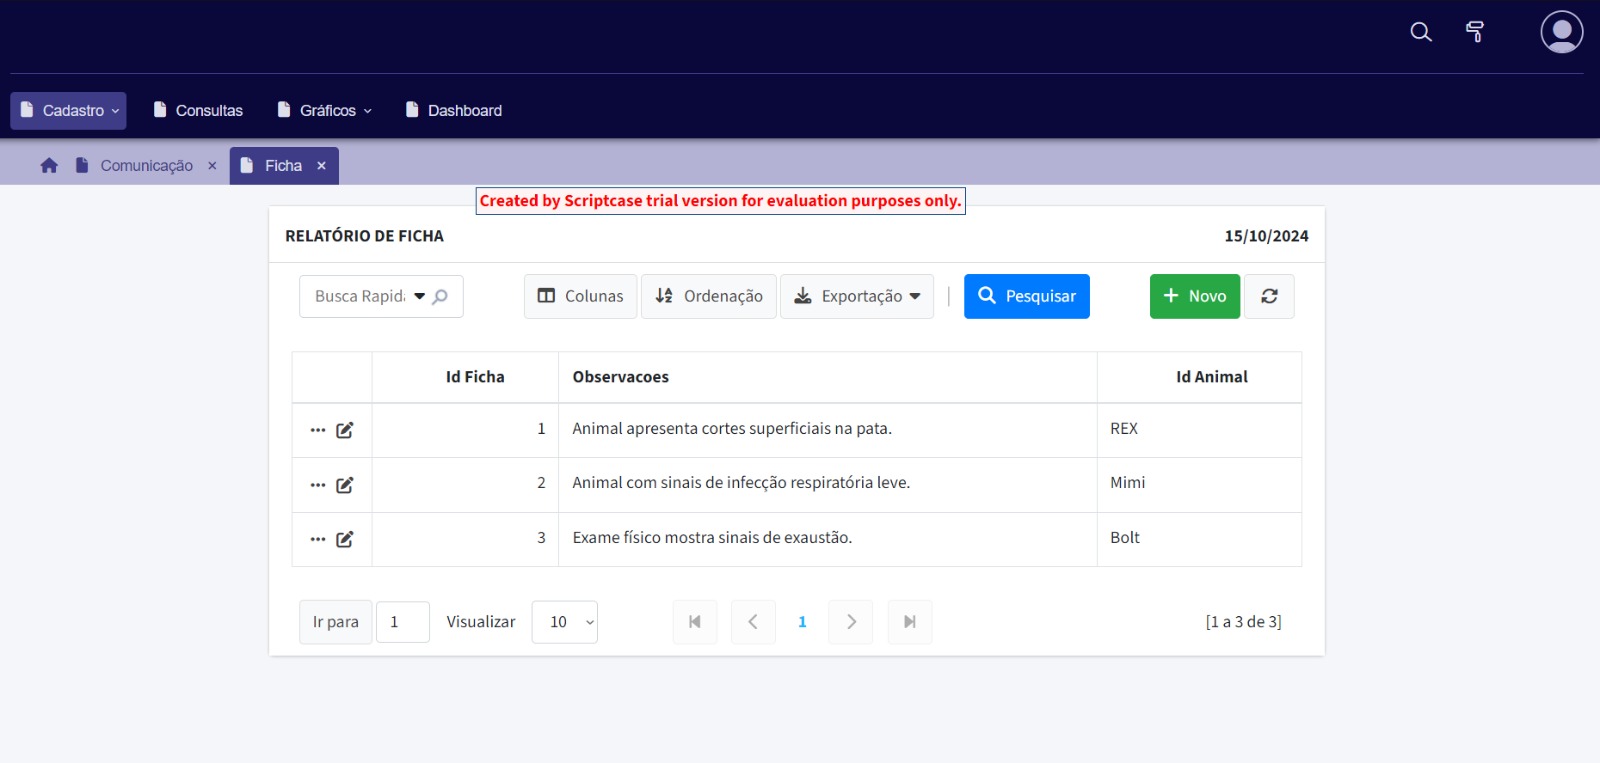 Cadastro Consultas Gráficos Dashboard
Comunicação × Ficha ×
Created by Scriptcase trial version for evaluation purposes only.
RELATÓRIO DE FICHA 15/10/2024
Busca Rapid Colunas Ordenação Exportação Pesquisar Novo
Id Ficha Observacoes Id Animal
1 Animal apresenta cortes superficiais na pata. REX
2 Animal com sinais de infecção respiratória leve. Mimi
3 Exame físico mostra sinais de exaustão. Bolt
Ir para 1 Visualizar 10 1 [1 a 3 de 3]